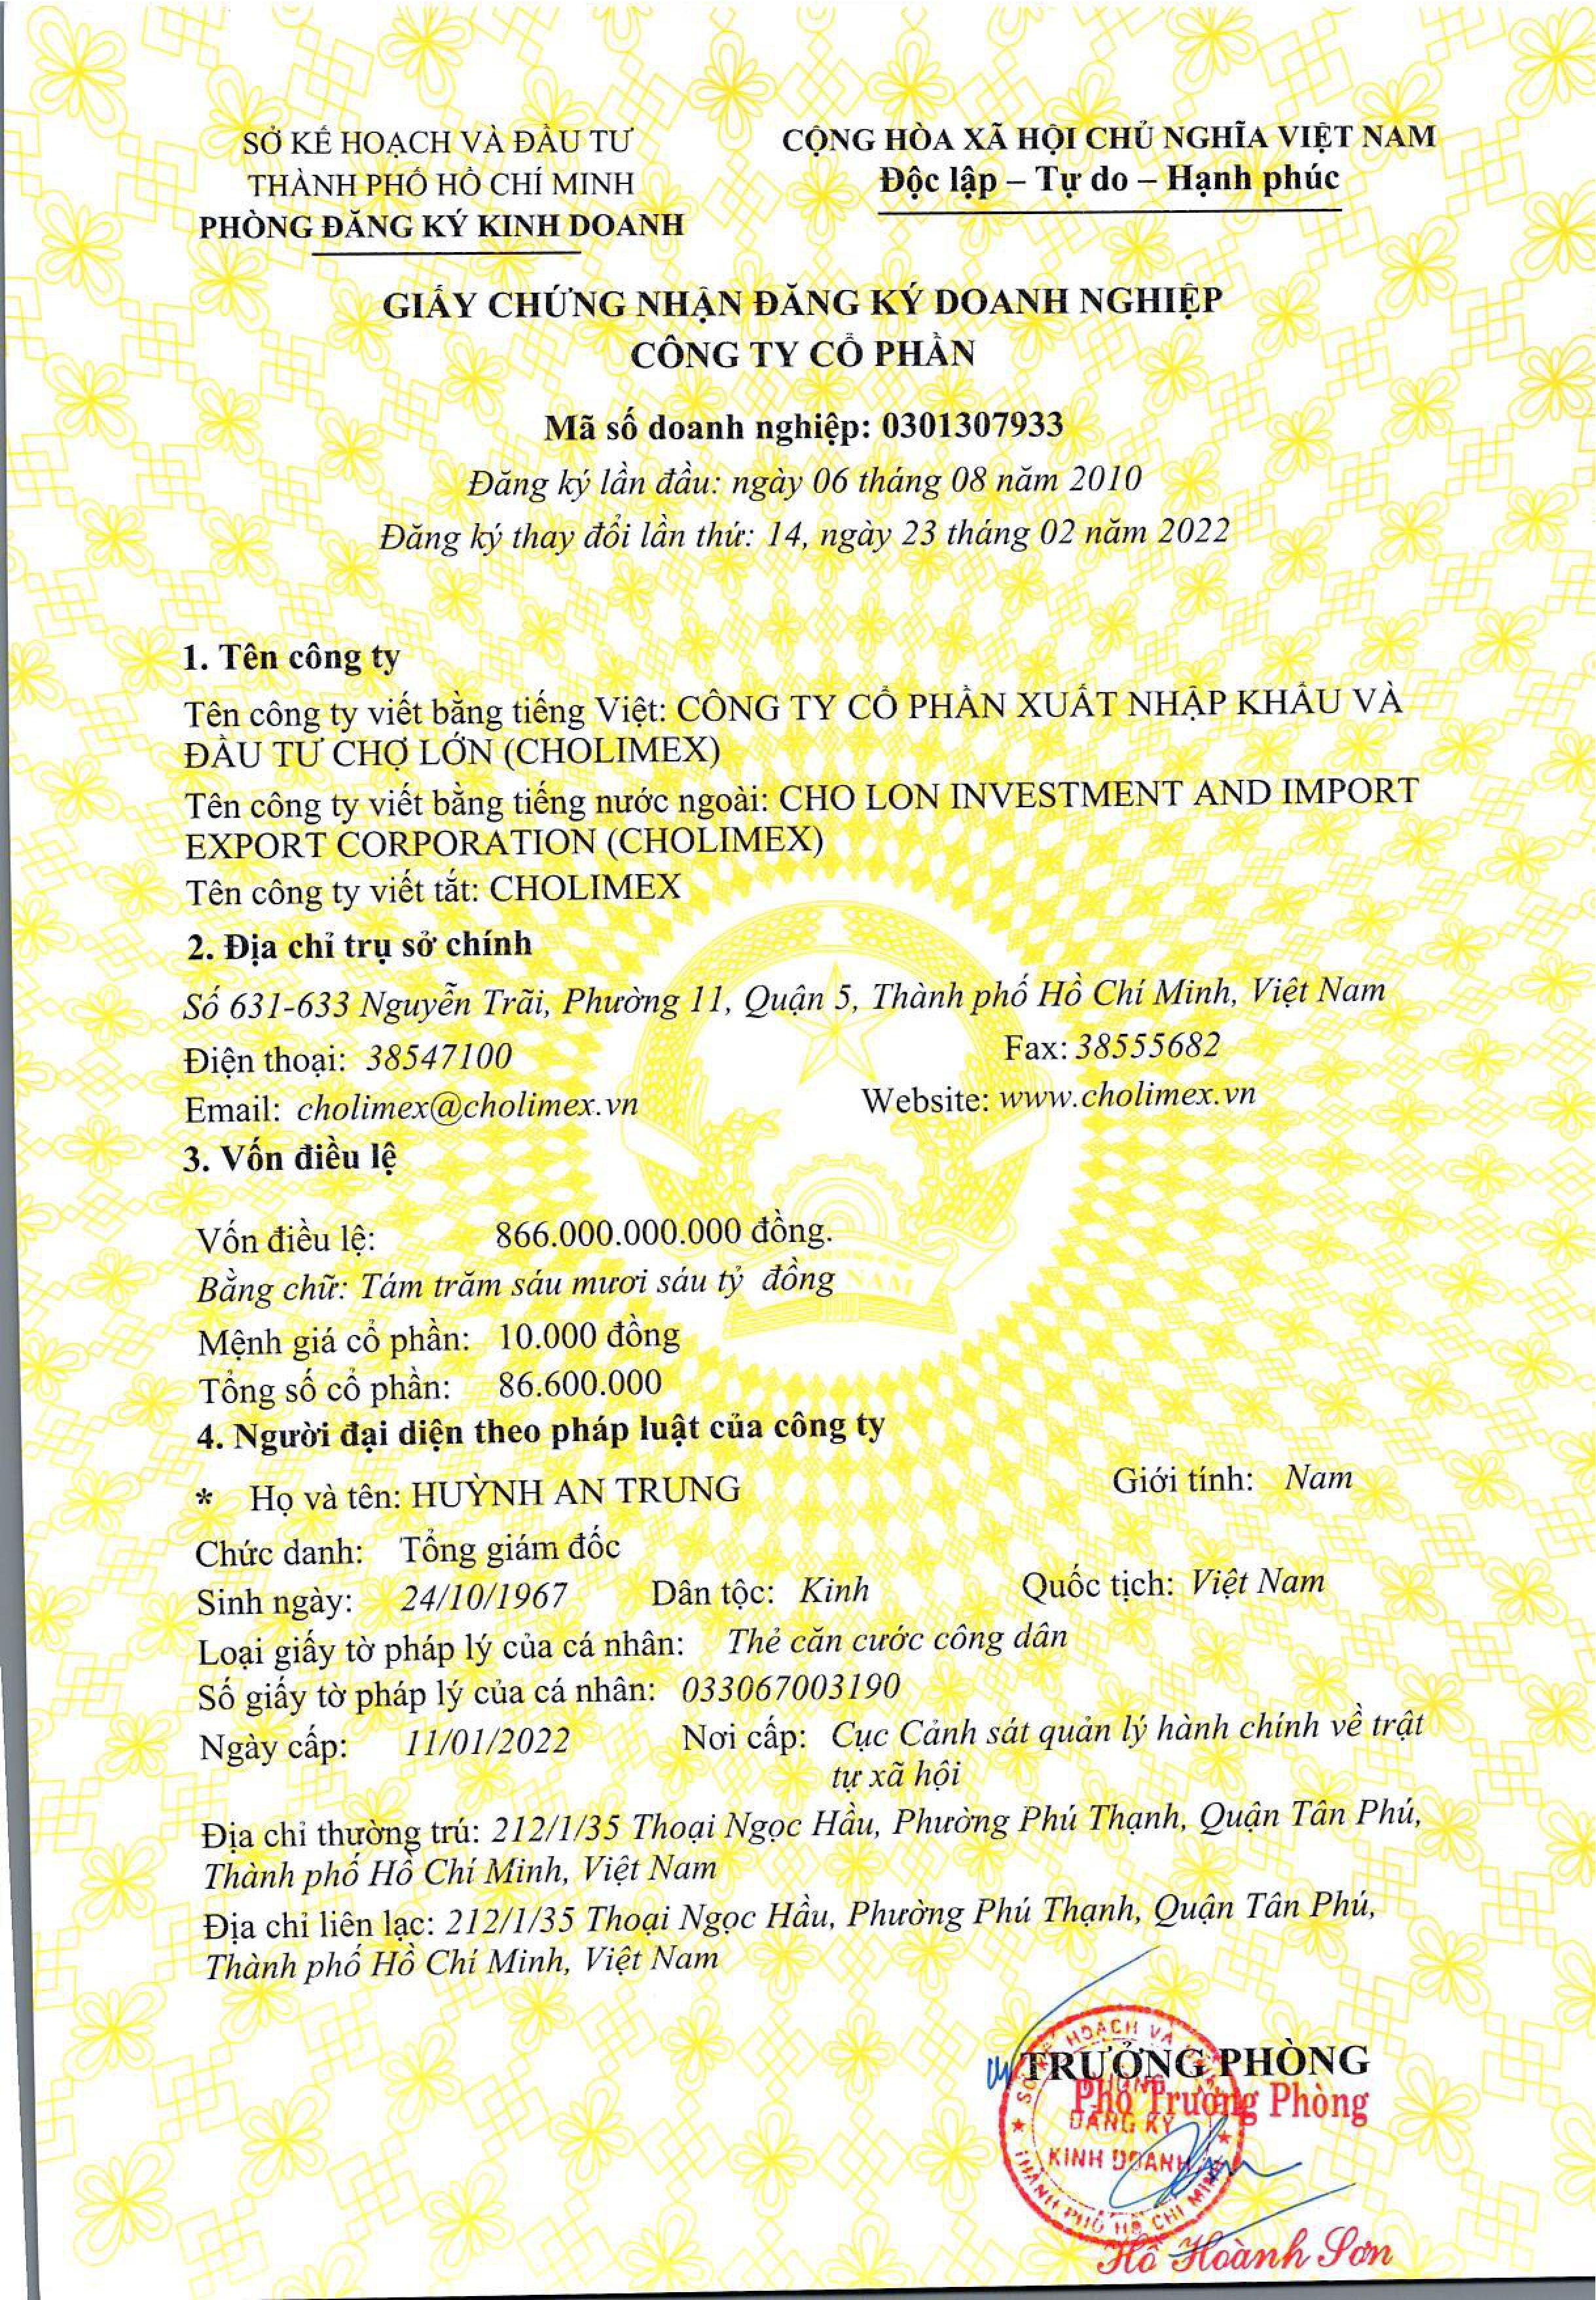 SỞ KẾ HOẠCH VÀ ĐẦU TƯ
THÀNH PHỐ HỒ CHÍ MINH
PHÒNG ĐĂNG KÝ KINH DOANH
CỘNG HÒA XÃ HỘI CHỦ NGHĨA VIỆT NAM
Độc lập – Tự do – Hạnh phúc
GIẤY CHỨNG NHẬN ĐĂNG KÝ DOANH NGHIỆP
CÔNG TY CỔ PHẦN
Mã số doanh nghiệp: 0301307933
Đăng ký lần đầu: ngày 06 tháng 08 năm 2010
Đăng ký thay đổi lần thứ: 14, ngày 23 tháng 02 năm 2022
1. Tên công ty
Tên công ty viết bằng tiếng Việt: CÔNG TY CỔ PHẦN XUẤT NHẬP KHẨU VÀ
ĐẦU TƯ CHỢ LỚN (CHOLIMEX)
Tên công ty viết bằng tiếng nước ngoài: CHO LON INVESTMENT AND IMPORT
EXPORT CORPORATION (CHOLIMEX)
Tên công ty viết tắt: CHOLIMEX
2. Địa chỉ trụ sở chính
Số 631-633 Nguyễn Trãi, Phường 11, Quận 5, Thành phố Hồ Chí Minh, Việt Nam
Điện thoại: 38547100 Fax: 38555682
Email: cholimex@cholimex.vn Website: www.cholimex.vn
3. Vốn điều lệ
Vốn điều lệ: 866.000.000.000 đồng.
Bằng chữ: Tám trăm sáu mươi sáu tỷ đồng
Mệnh giá cổ phần: 10.000 đồng
Tổng số cổ phần: 86.600.000
4. Người đại diện theo pháp luật của công ty
* Họ và tên: HUỲNH AN TRUNG Giới tính: Nam
Chức danh: Tổng giám đốc
Sinh ngày: 24/10/1967 Dân tộc: Kinh Quốc tịch: Việt Nam
Loại giấy tờ pháp lý của cá nhân: Thẻ căn cước công dân
Số giấy tờ pháp lý của cá nhân: 033067003190
Ngày cấp: 11/01/2022 Nơi cấp: Cục Cảnh sát quản lý hành chính về trật
tự xã hội
Địa chỉ thường trú: 212/1/35 Thoại Ngọc Hầu, Phường Phú Thạnh, Quận Tân Phú,
Thành phố Hồ Chí Minh, Việt Nam
Địa chỉ liên lạc: 212/1/35 Thoại Ngọc Hầu, Phường Phú Thạnh, Quận Tân Phú,
Thành phố Hồ Chí Minh, Việt Nam
TRƯỞNG PHÒNG
Phó Trưởng Phòng
PHÒNG
ĐĂNG KÝ
KINH DOANH
THÀNH PHỐ HỒ CHÍ MINH
Hồ Hoành Sơn